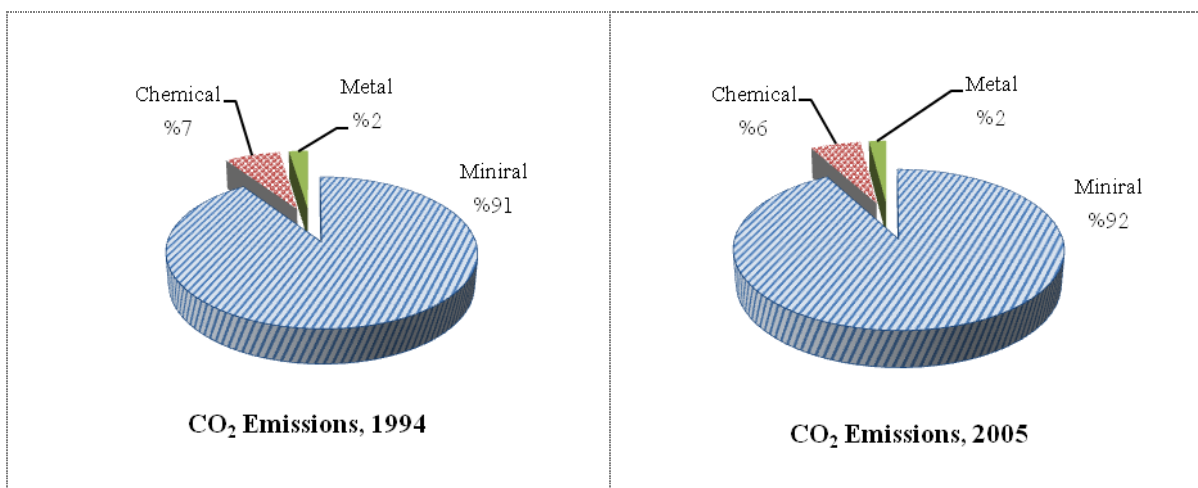 Chemical
%7
Metal
%2
Miniral
%91
CO₂ Emissions, 1994
Chemical
%6
Metal
%2
Miniral
%92
CO₂ Emissions, 2005